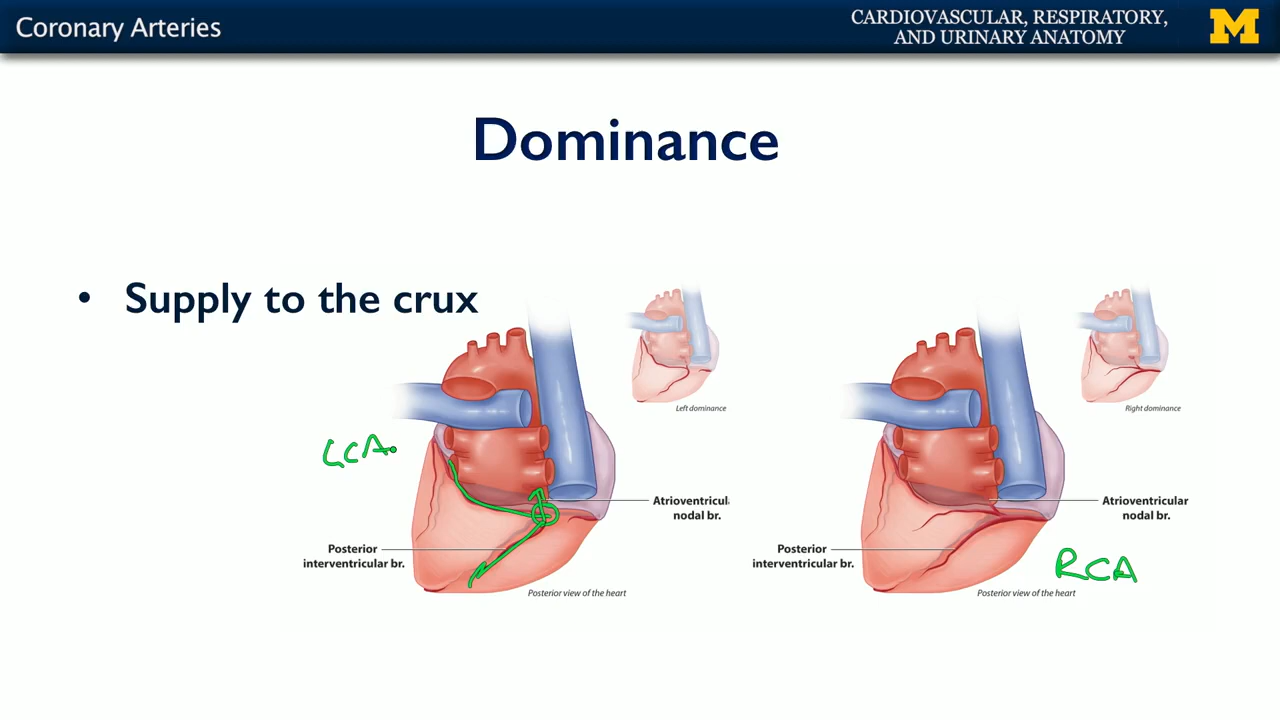 Coronary Arteries
CARDIOVASCULAR, RESPIRATORY,
AND URINARY ANATOMY
M
Dominance
• Supply to the crux
Left dominance
Right dominance
LCA
Atrioventricul
nodal br.
Posterior
interventricular br.
Posterior view of the heart
Atrioventricular
nodal br.
Posterior
interventricular br.
RCA
Posterior view of the heart